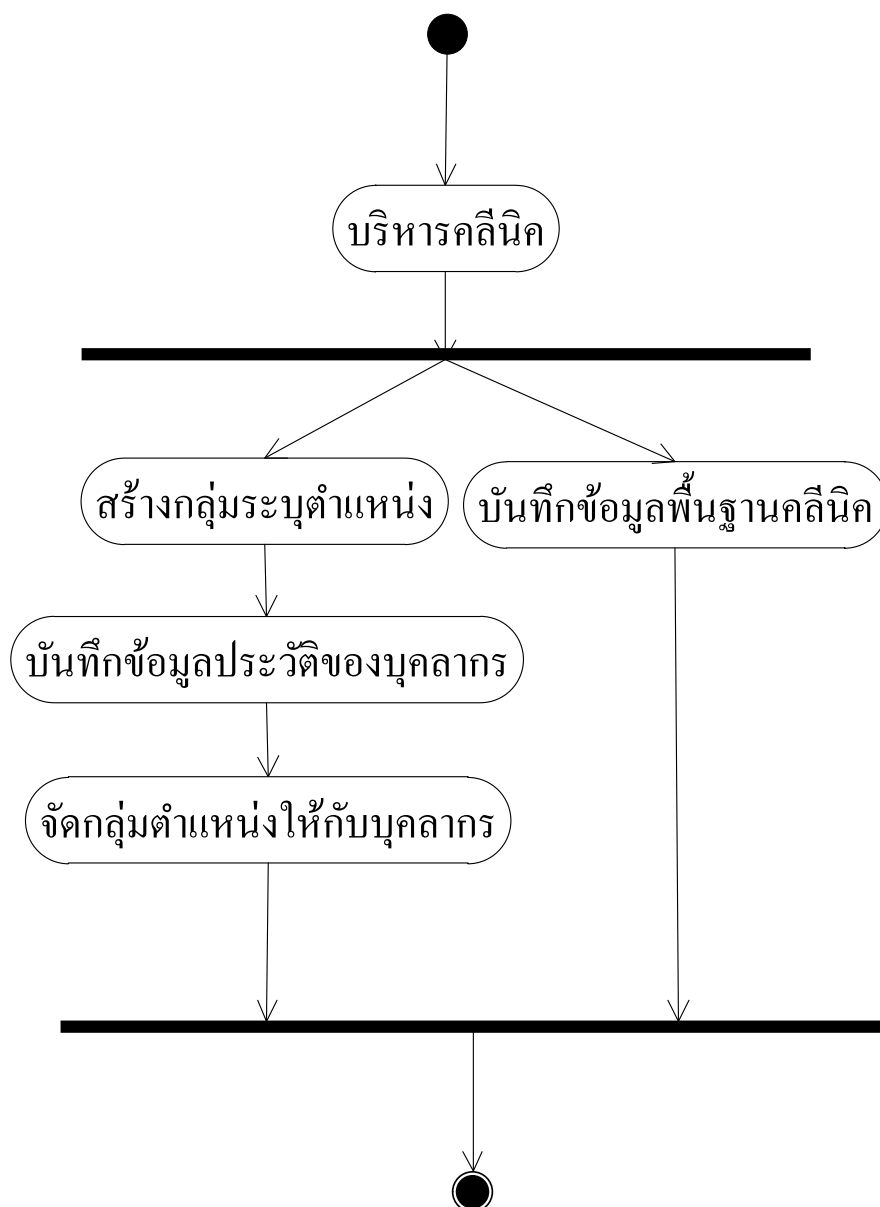 บริหารคลีนิค
สร้างกลุ่มระบุตำแหน่ง
บันทึกข้อมูลพื้นฐานคลีนิค
บันทึกข้อมูลประวัติของบุคลากร
จัดกลุ่มตำแหน่งให้กับบุคลากร